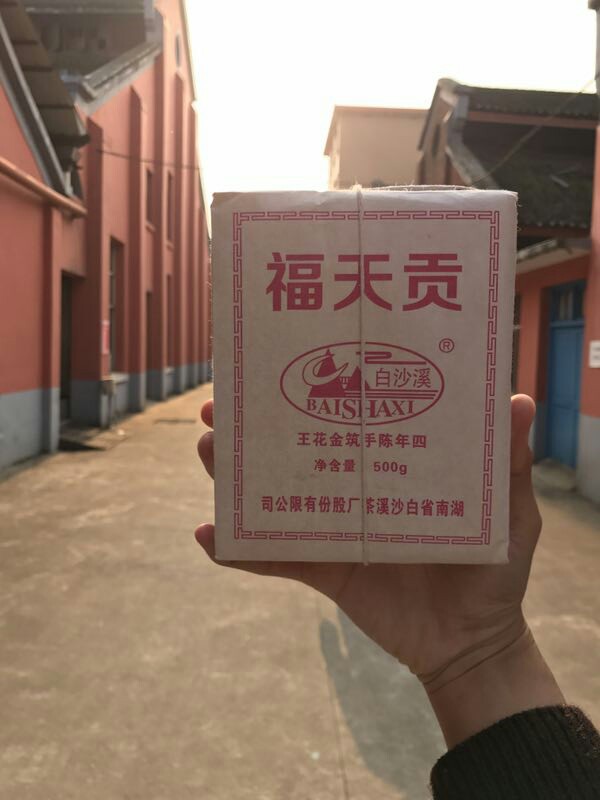 贡天福
®
白沙溪
BAISHAXI
四年陈手筑金花王
净含量 500g
湖南省白沙溪茶厂股份有限公司